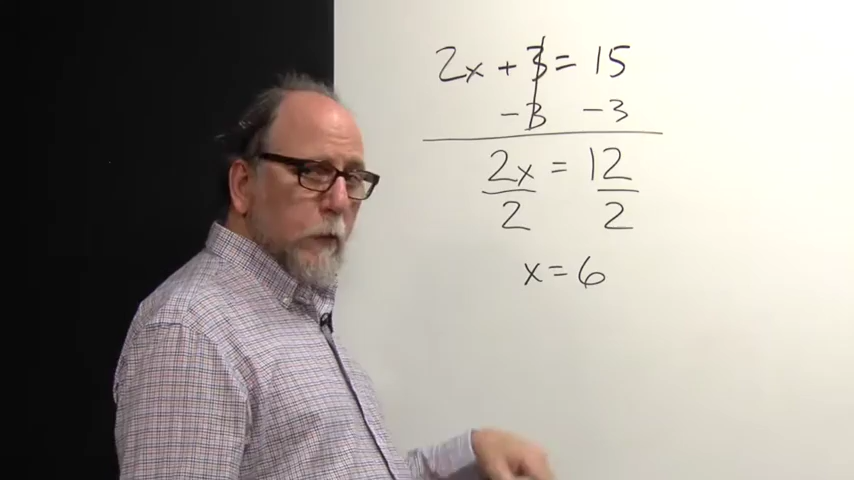 2x + 3 = 15
-3 -3
2x = 12
2 2
x = 6